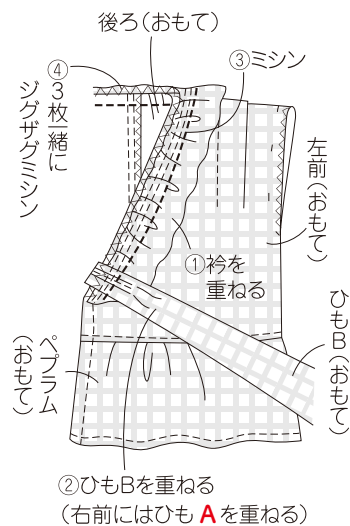 後ろ（おもて）
③ミシン
④３枚一緒に
ジグザグミシン
左前（おもて）
①衿を
重ねる
ひもB（おもて）
ペプラム
（おもて）
②ひもBを重ねる
（右前にはひもAを重ねる）